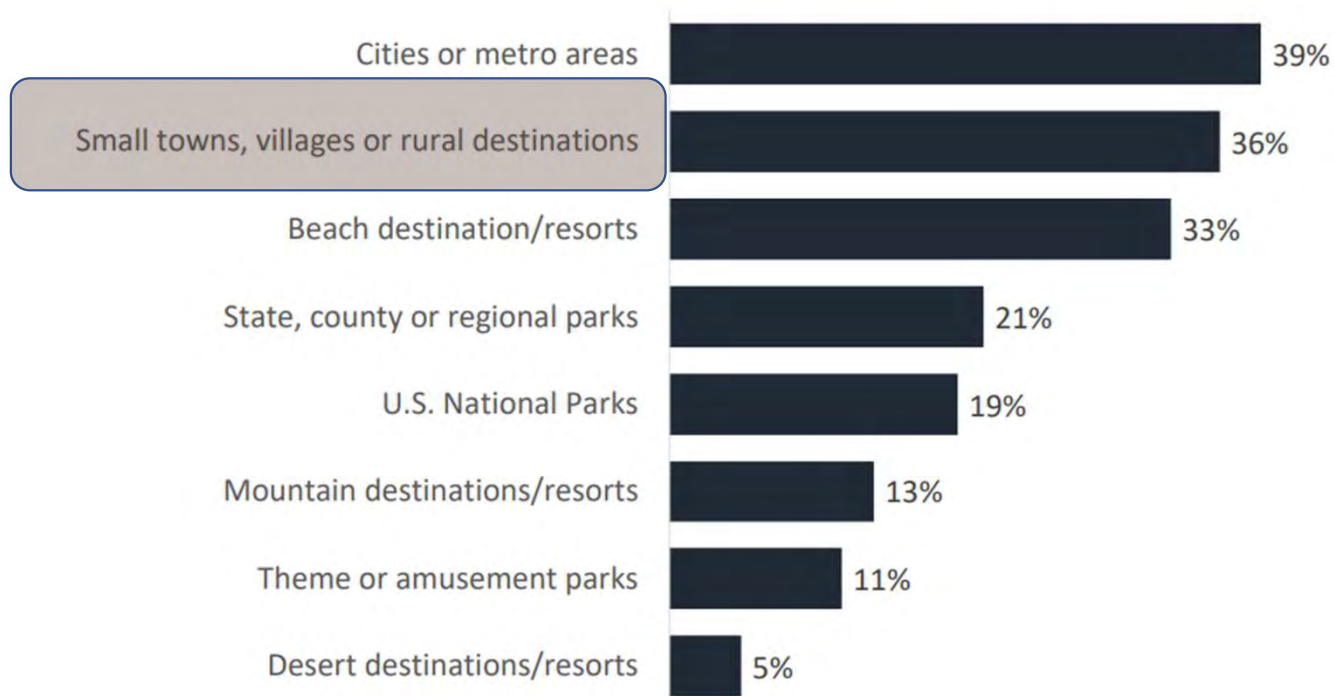 Cities or metro areas 39%
Small towns, villages or rural destinations 36%
Beach destination/resorts 33%
State, county or regional parks 21%
U.S. National Parks 19%
Mountain destinations/resorts 13%
Theme or amusement parks 11%
Desert destinations/resorts 5%